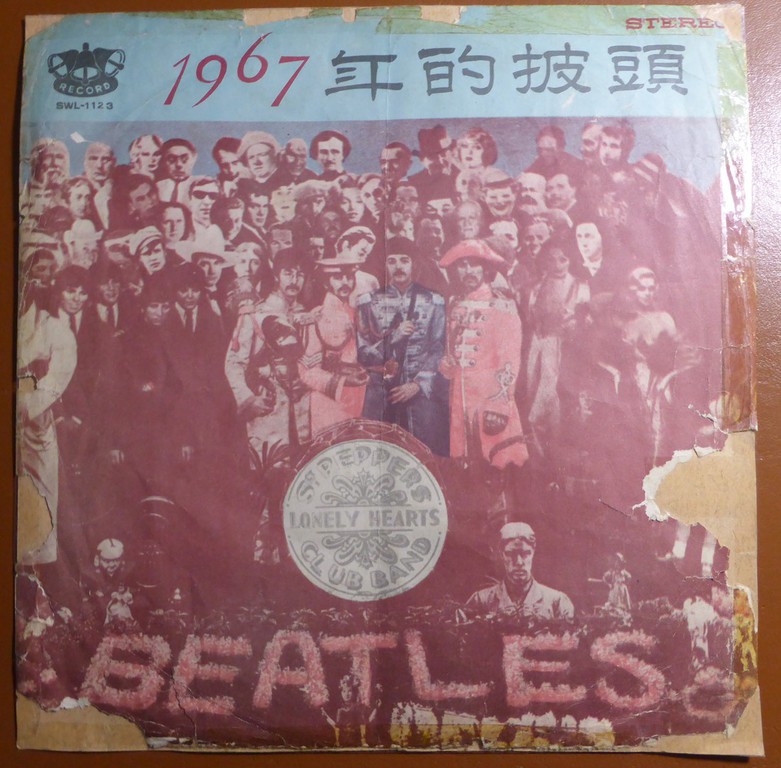 STEREO
1967 年的披頭
RECORD
SWL-1123
SGT. PEPPERS
LONELY HEARTS
CLUB BAND
BEATLES